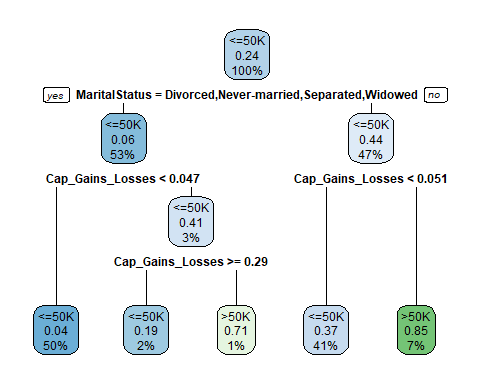 <=50K
0.24
100%
yes MaritalStatus = Divorced,Never-married,Separated,Widowed no
<=50K
0.06
53%
<=50K
0.44
47%
Cap_Gains_Losses < 0.047
Cap_Gains_Losses < 0.051
<=50K
0.41
3%
Cap_Gains_Losses >= 0.29
<=50K
0.04
50%
<=50K
0.19
2%
>50K
0.71
1%
<=50K
0.37
41%
>50K
0.85
7%